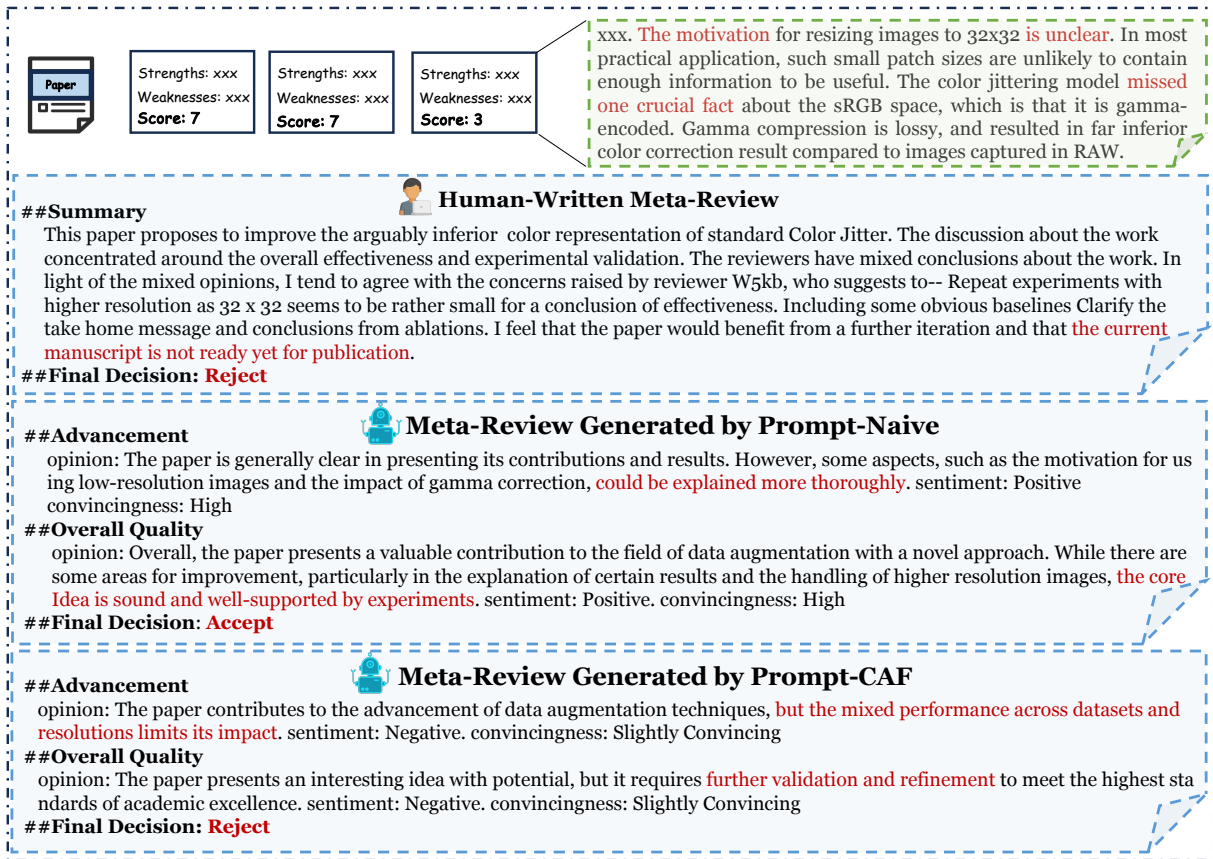 Paper
Strengths: xxx
Weaknesses: xxx
Score: 7
Strengths: xxx
Weaknesses: xxx
Score: 7
Strengths: xxx
Weaknesses: xxx
Score: 3
xxx. The motivation for resizing images to 32x32 is unclear. In most
practical application, such small patch sizes are unlikely to contain
enough information to be useful. The color jittering model missed
one crucial fact about the sRGB space, which is that it is gamma-
encoded. Gamma compression is lossy, and resulted in far inferior
color correction result compared to images captured in RAW.
Human-Written Meta-Review
##Summary
This paper proposes to improve the arguably inferior color representation of standard Color Jitter. The discussion about the work
concentrated around the overall effectiveness and experimental validation. The reviewers have mixed conclusions about the work. In
light of the mixed opinions, I tend to agree with the concerns raised by reviewer W5kb, who suggests to-- Repeat experiments with
higher resolution as 32 x 32 seems to be rather small for a conclusion of effectiveness. Including some obvious baselines Clarify the
take home message and conclusions from ablations. I feel that the paper would benefit from a further iteration and that the current
manuscript is not ready yet for publication.
##Final Decision: Reject
Meta-Review Generated by Prompt-Naive
##Advancement
opinion: The paper is generally clear in presenting its contributions and results. However, some aspects, such as the motivation for us
ing low-resolution images and the impact of gamma correction, could be explained more thoroughly. sentiment: Positive
convincingness: High
##Overall Quality
opinion: Overall, the paper presents a valuable contribution to the field of data augmentation with a novel approach. While there are
some areas for improvement, particularly in the explanation of certain results and the handling of higher resolution images, the core
Idea is sound and well-supported by experiments. sentiment: Positive. convincingness: High
##Final Decision: Accept
Meta-Review Generated by Prompt-CAF
##Advancement
opinion: The paper contributes to the advancement of data augmentation techniques, but the mixed performance across datasets and
resolutions limits its impact. sentiment: Negative. convincingness: Slightly Convincing
##Overall Quality
opinion: The paper presents an interesting idea with potential, but it requires further validation and refinement to meet the highest sta
ndards of academic excellence. sentiment: Negative. convincingness: Slightly Convincing
##Final Decision: Reject